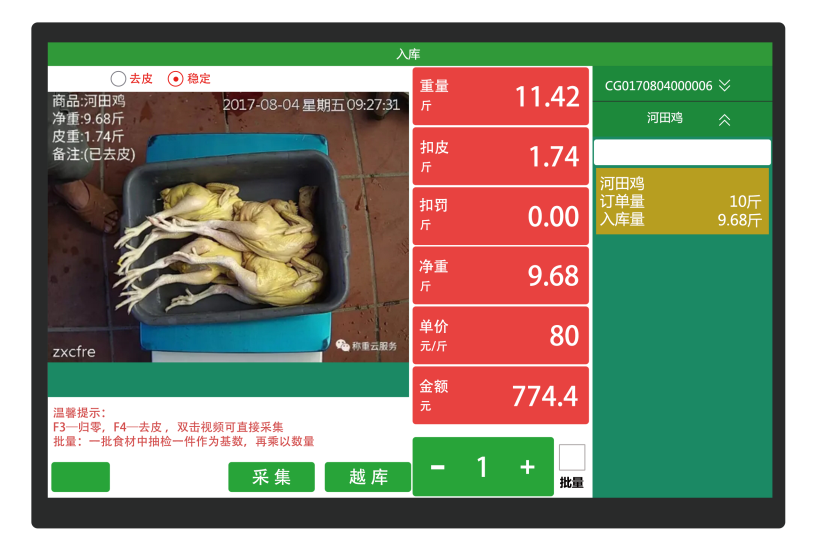 入库
去皮 稳定
商品:河田鸡
2017-08-04 星期五 09:27:31
净重:9.68斤
皮重:1.74斤
备注:(已去皮)
zxcfre
称重云服务
温馨提示：
F3—归零，F4—去皮，双击视频可直接采集
批量：一批食材中抽检一件作为基数，再乘以数量
采集
越库
重量
斤
11.42
扣皮
斤
1.74
扣罚
斤
0.00
净重
斤
9.68
单价
元/斤
80
金额
元
774.4
- 1 +
批量
CG0170804000006
河田鸡
河田鸡
订单量 10斤
入库量 9.68斤